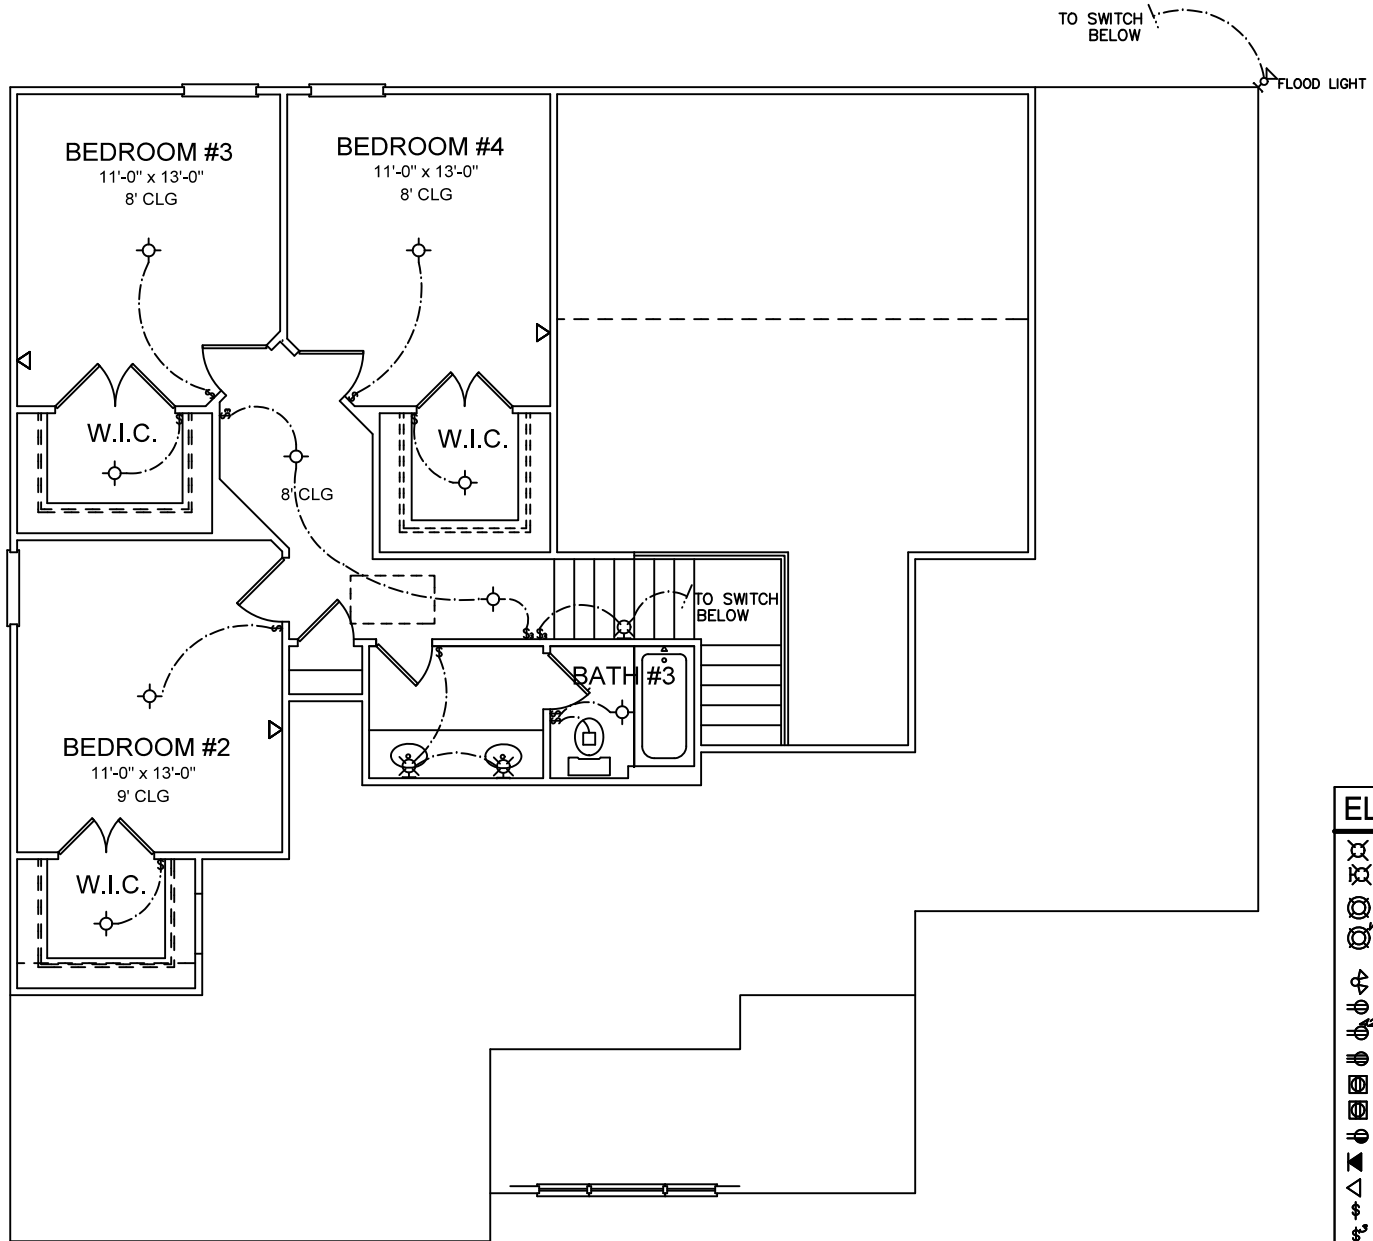 TO SWITCH
BELOW
FLOOD LIGHT
BEDROOM #3
11'-0" x 13'-0"
8' CLG
BEDROOM #4
11'-0" x 13'-0"
8' CLG
W.I.C.
W.I.C.
8' CLG
TO SWITCH
BELOW
BATH #3
BEDROOM #2
11'-0" x 13'-0"
9' CLG
W.I.C.